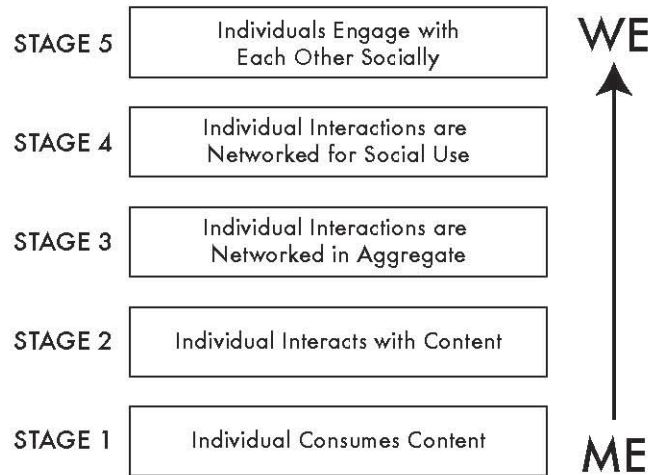 STAGE 5
Individuals Engage with
Each Other Socially
WE
STAGE 4
Individual Interactions are
Networked for Social Use
STAGE 3
Individual Interactions are
Networked in Aggregate
STAGE 2
Individual Interacts with Content
STAGE 1
Individual Consumes Content
ME